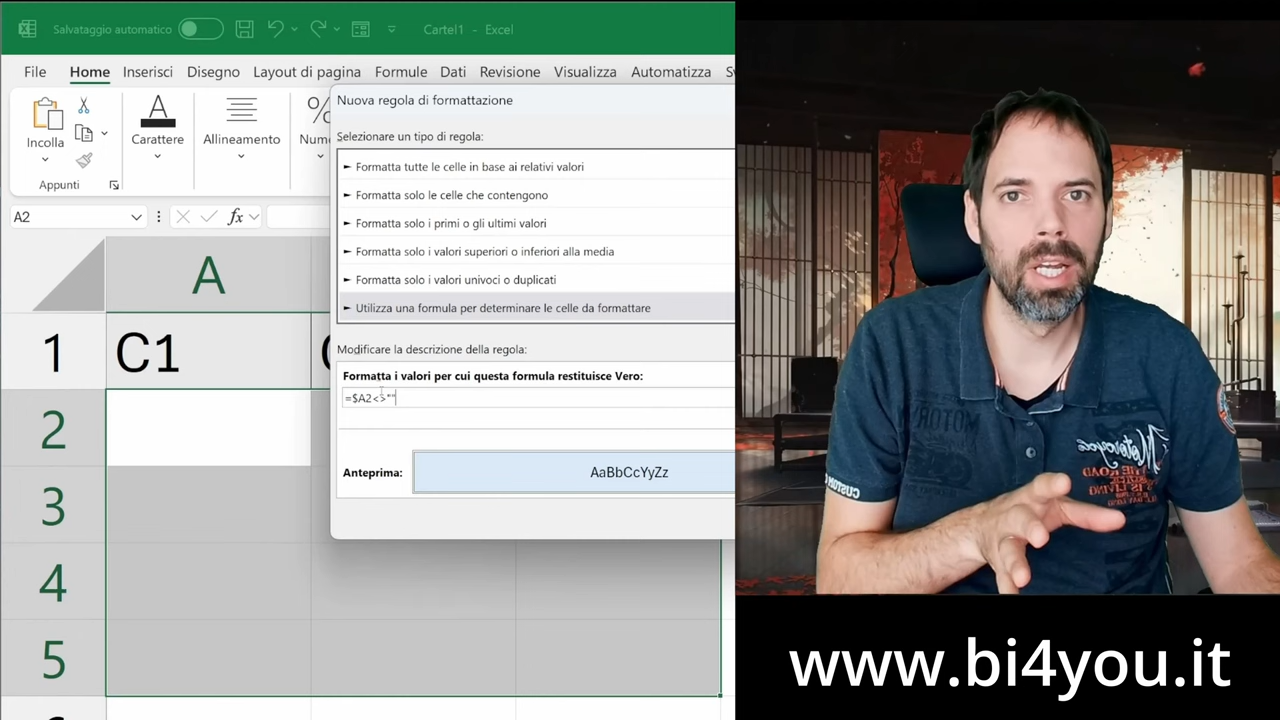 Salvataggio automatico
Cartel1 - Excel
File Home Inserisci Disegno Layout di pagina Formule Dati Revisione Visualizza Automatizza
Incolla
Appunti
Carattere
Allineamento
Nuova regola di formattazione
Selezionare un tipo di regola:
► Formatta tutte le celle in base ai relativi valori
► Formatta solo le celle che contengono
► Formatta solo i primi o gli ultimi valori
► Formatta solo i valori superiori o inferiori alla media
► Formatta solo i valori univoci o duplicati
► Utilizza una formula per determinare le celle da formattare
Modificare la descrizione della regola:
Formatta i valori per cui questa formula restituisce Vero:
=$A2<>""
Anteprima:
AaBbCcYyZz
A2
fx
A
1 C1
2
3
4
5
www.bi4you.it